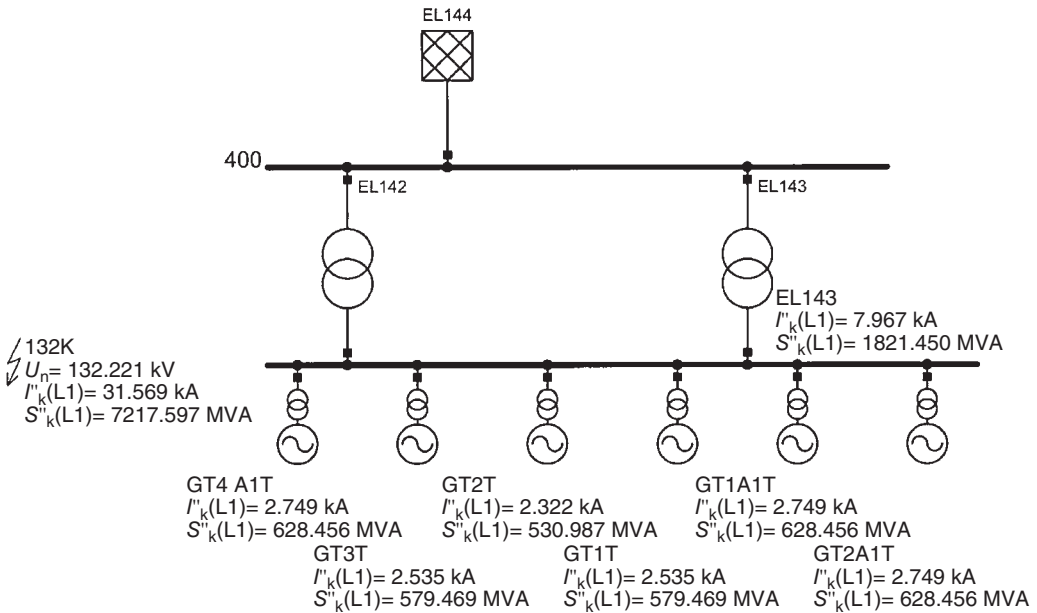 EL144
400
EL142
EL143
EL143
I"k(L1)= 7.967 kA
S"k(L1)= 1821.450 MVA
132K
Un= 132.221 kV
I"k(L1)= 31.569 kA
S"k(L1)= 7217.597 MVA
GT4 A1T
I"k(L1)= 2.749 kA
S"k(L1)= 628.456 MVA
GT2T
I"k(L1)= 2.322 kA
S"k(L1)= 530.987 MVA
GT1A1T
I"k(L1)= 2.749 kA
S"k(L1)= 628.456 MVA
GT3T
I"k(L1)= 2.535 kA
S"k(L1)= 579.469 MVA
GT1T
I"k(L1)= 2.535 kA
S"k(L1)= 579.469 MVA
GT2A1T
I"k(L1)= 2.749 kA
S"k(L1)= 628.456 MVA